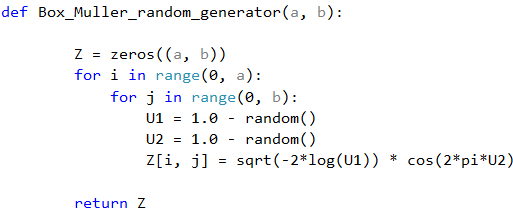 def Box_Muller_random_generator(a, b):
Z = zeros((a, b))
for i in range(0, a):
for j in range(0, b):
U1 = 1.0 - random()
U2 = 1.0 - random()
Z[i, j] = sqrt(-2*log(U1)) * cos(2*pi*U2)
return Z